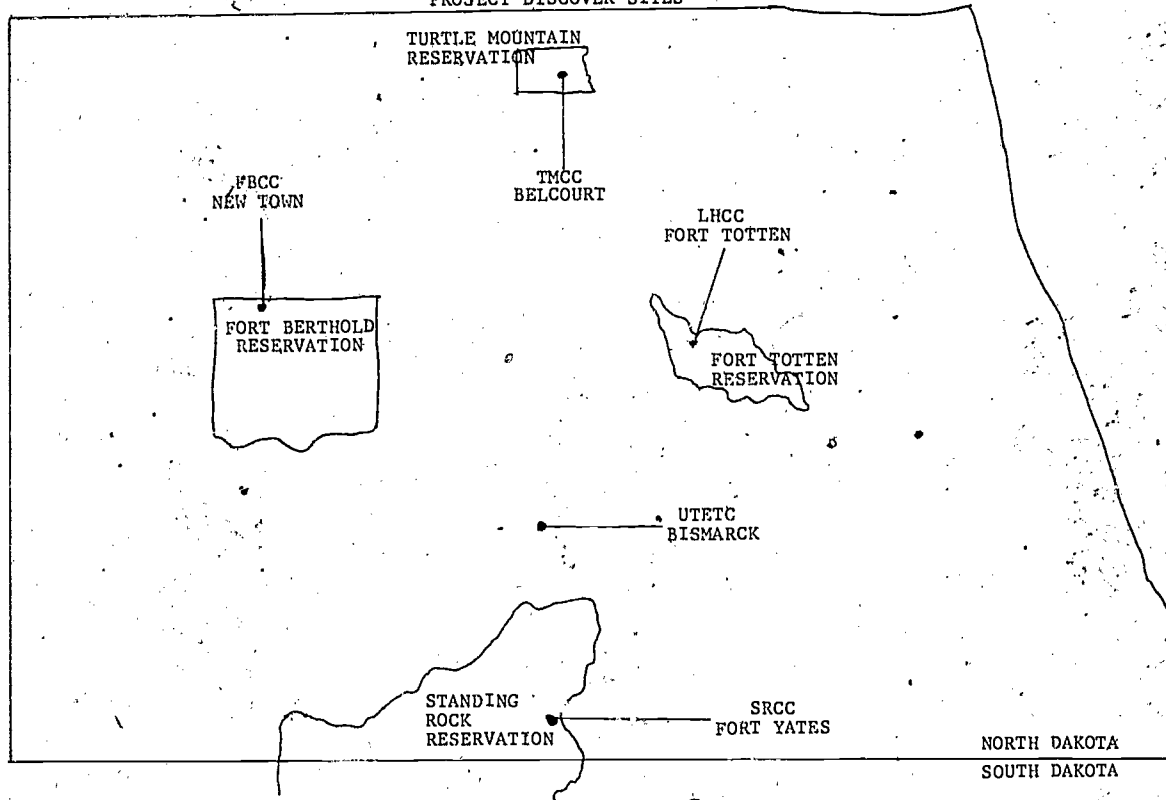 PROJECT DISCOVER SITES
TURTLE MOUNTAIN
RESERVATION
TMCC
BELCOURT
FBCC
NEW TOWN
LHCC
FORT TOTTEN
FORT BERTHOLD
RESERVATION
FORT TOTTEN
RESERVATION
UTETC
BISMARCK
STANDING
ROCK
RESERVATION
SRCC
FORT YATES
NORTH DAKOTA
SOUTH DAKOTA